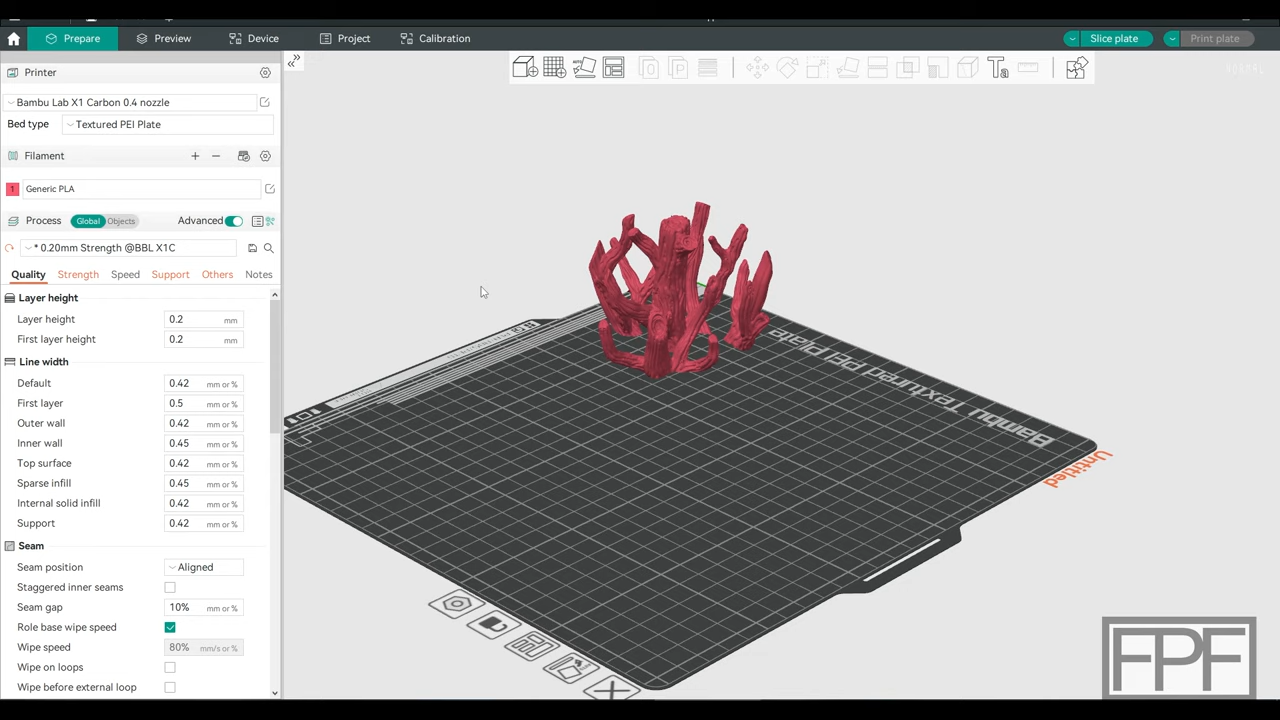 Prepare
Preview
Device
Project
Calibration
Slice plate
Print plate
Printer
Bambu Lab X1 Carbon 0.4 nozzle
Bed type
Textured PEI Plate
Filament
1
Generic PLA
Process
Global
Objects
Advanced
* 0.20mm Strength @BBL X1C
Quality
Strength
Speed
Support
Others
Notes
Layer height
Layer height 0.2 mm
First layer height 0.2 mm
Line width
Default 0.42 mm or %
First layer 0.5 mm or %
Outer wall 0.42 mm or %
Inner wall 0.45 mm or %
Top surface 0.42 mm or %
Sparse infill 0.45 mm or %
Internal solid infill 0.42 mm or %
Support 0.42 mm or %
Seam
Seam position Aligned
Staggered inner seams
Seam gap 10% mm or %
Role base wipe speed
Wipe speed 80% mm/s or %
Wipe on loops
Wipe before external loop
Bambu Textured PEI Plate
Untitled
NORMAL
FPF